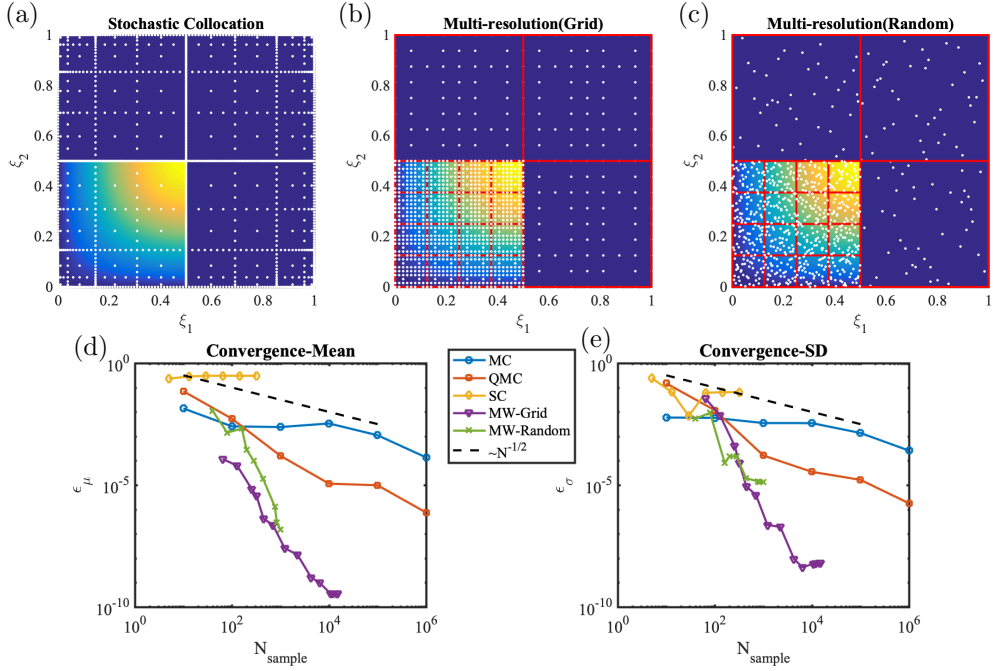 (a) Stochastic Collocation
(b) Multi-resolution(Grid)
(c) Multi-resolution(Random)
1
0.8
0.6
0.4
0.2
0
ξ2
0 0.2 0.4 0.6 0.8 1
ξ1
1
0.8
0.6
0.4
0.2
0
ξ2
0 0.2 0.4 0.6 0.8 1
ξ1
1
0.8
0.6
0.4
0.2
0
ξ2
0 0.2 0.4 0.6 0.8 1
ξ1
(d) Convergence-Mean
10^0
10^-5
10^-10
ϵμ
10^0 10^2 10^4 10^6
N_sample
MC
QMC
SC
MW-Grid
MW-Random
~N^-1/2
(e) Convergence-SD
10^0
10^-5
10^-10
ϵσ
10^0 10^2 10^4 10^6
N_sample